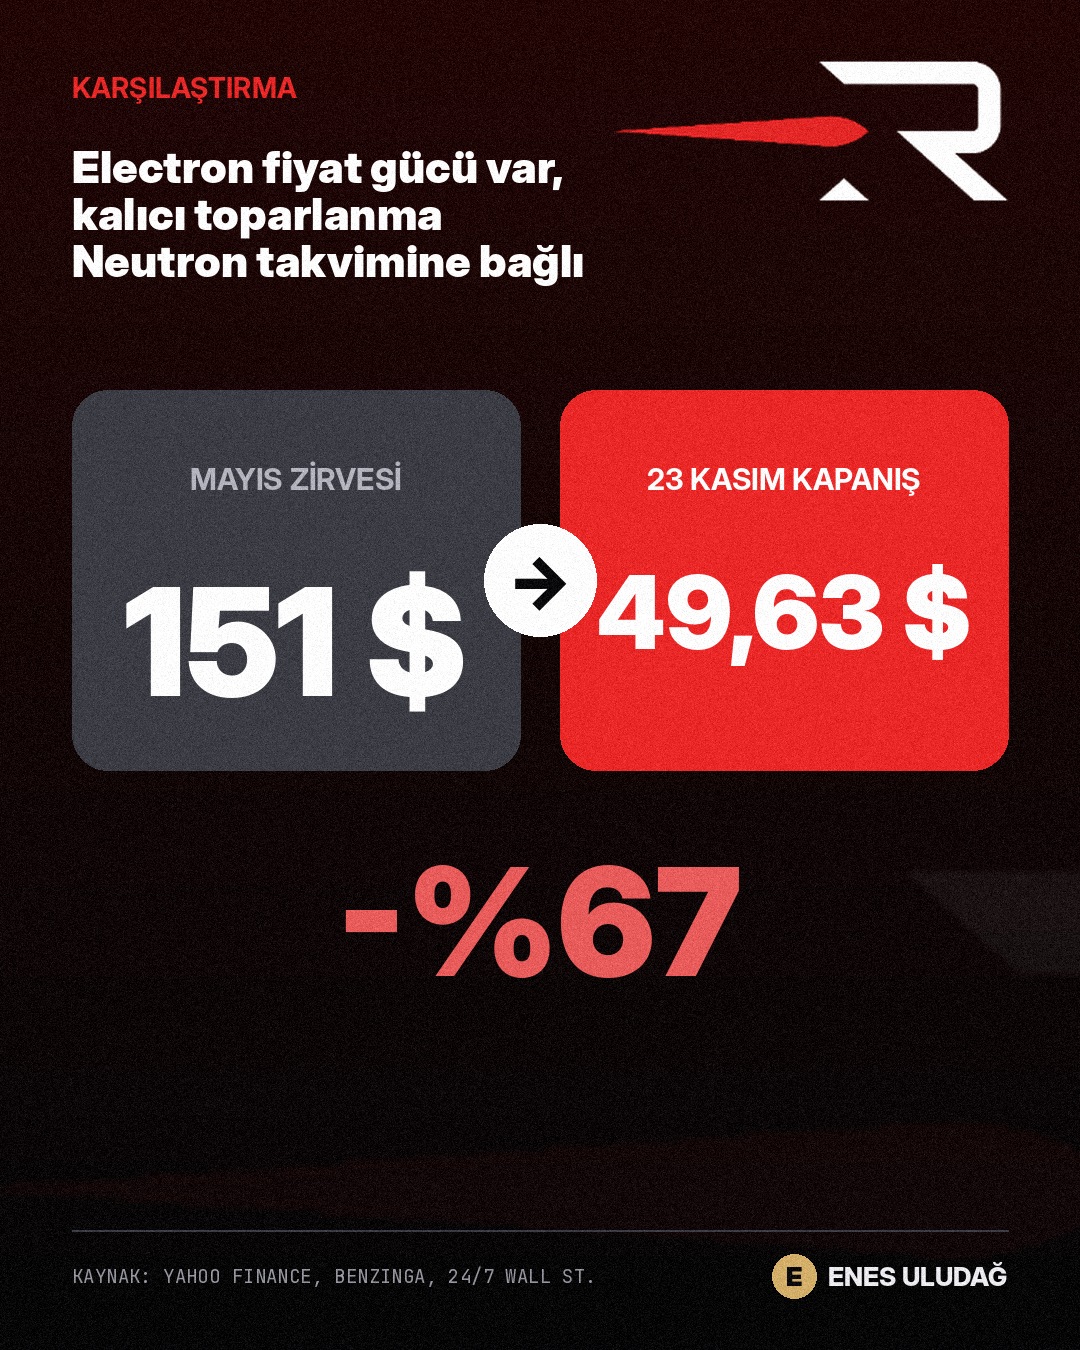 KARŞILAŞTIRMA
Electron fiyat gücü var,
kalıcı toparlanma
Neutron takvimine bağlı
MAYIS ZİRVESİ
151 $
→
23 KASIM KAPANIŞ
49,63 $
-%67
KAYNAK: YAHOO FINANCE, BENZINGA, 24/7 WALL ST.
E ENES ULUDAĞ